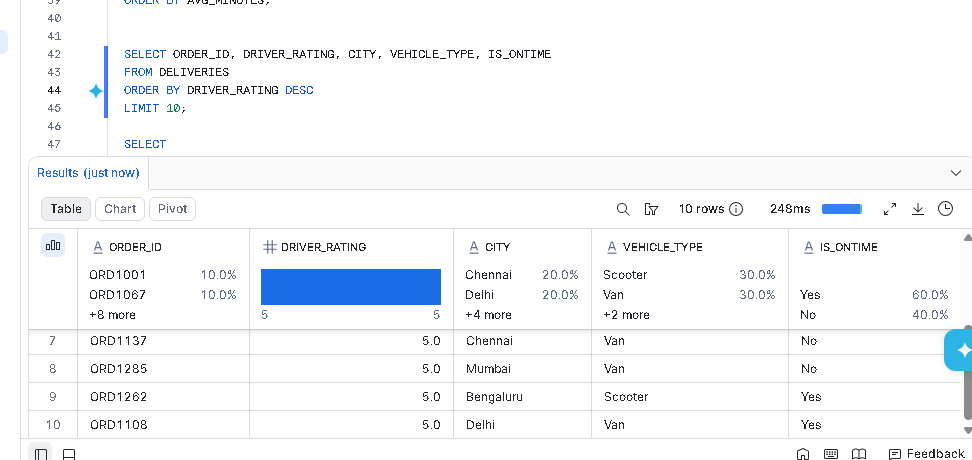 39 ORDER BY AVG_MINUTES;
40
41
42 SELECT ORDER_ID, DRIVER_RATING, CITY, VEHICLE_TYPE, IS_ONTIME
43 FROM DELIVERIES
44 ORDER BY DRIVER_RATING DESC
45 LIMIT 10;
46
47 SELECT
Results (just now)
Table Chart Pivot 10 rows 248ms
A ORDER_ID # DRIVER_RATING A CITY A VEHICLE_TYPE A IS_ONTIME
ORD1001 10.0% Chennai 20.0% Scooter 30.0%
ORD1067 10.0% Delhi 20.0% Van 30.0% Yes 60.0%
+8 more 5 5 +4 more +2 more No 40.0%
7 ORD1137 5.0 Chennai Van No
8 ORD1285 5.0 Mumbai Van No
9 ORD1262 5.0 Bengaluru Scooter Yes
10 ORD1108 5.0 Delhi Van Yes
Feedback